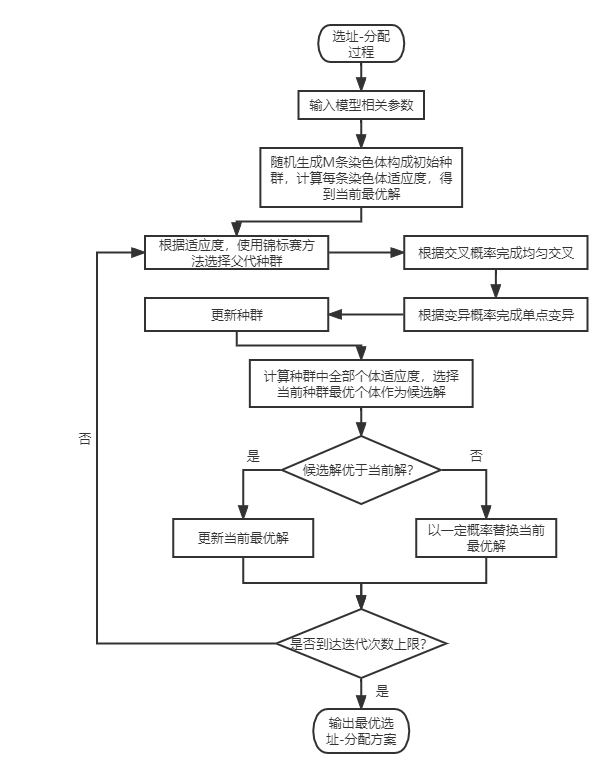 选址-分配
过程
输入模型相关参数
随机生成M条染色体构成初始种
群，计算每条染色体适应度，得
到当前最优解
根据适应度，使用锦标赛方
法选择父代种群
根据交叉概率完成均匀交叉
更新种群
根据变异概率完成单点变异
计算种群中全部个体适应度，选择
当前种群最优个体作为候选解
否
是
候选解优于当前解？
否
更新当前最优解
以一定概率替换当前
最优解
是否到达迭代次数上限？
是
输出最优选
址-分配方案